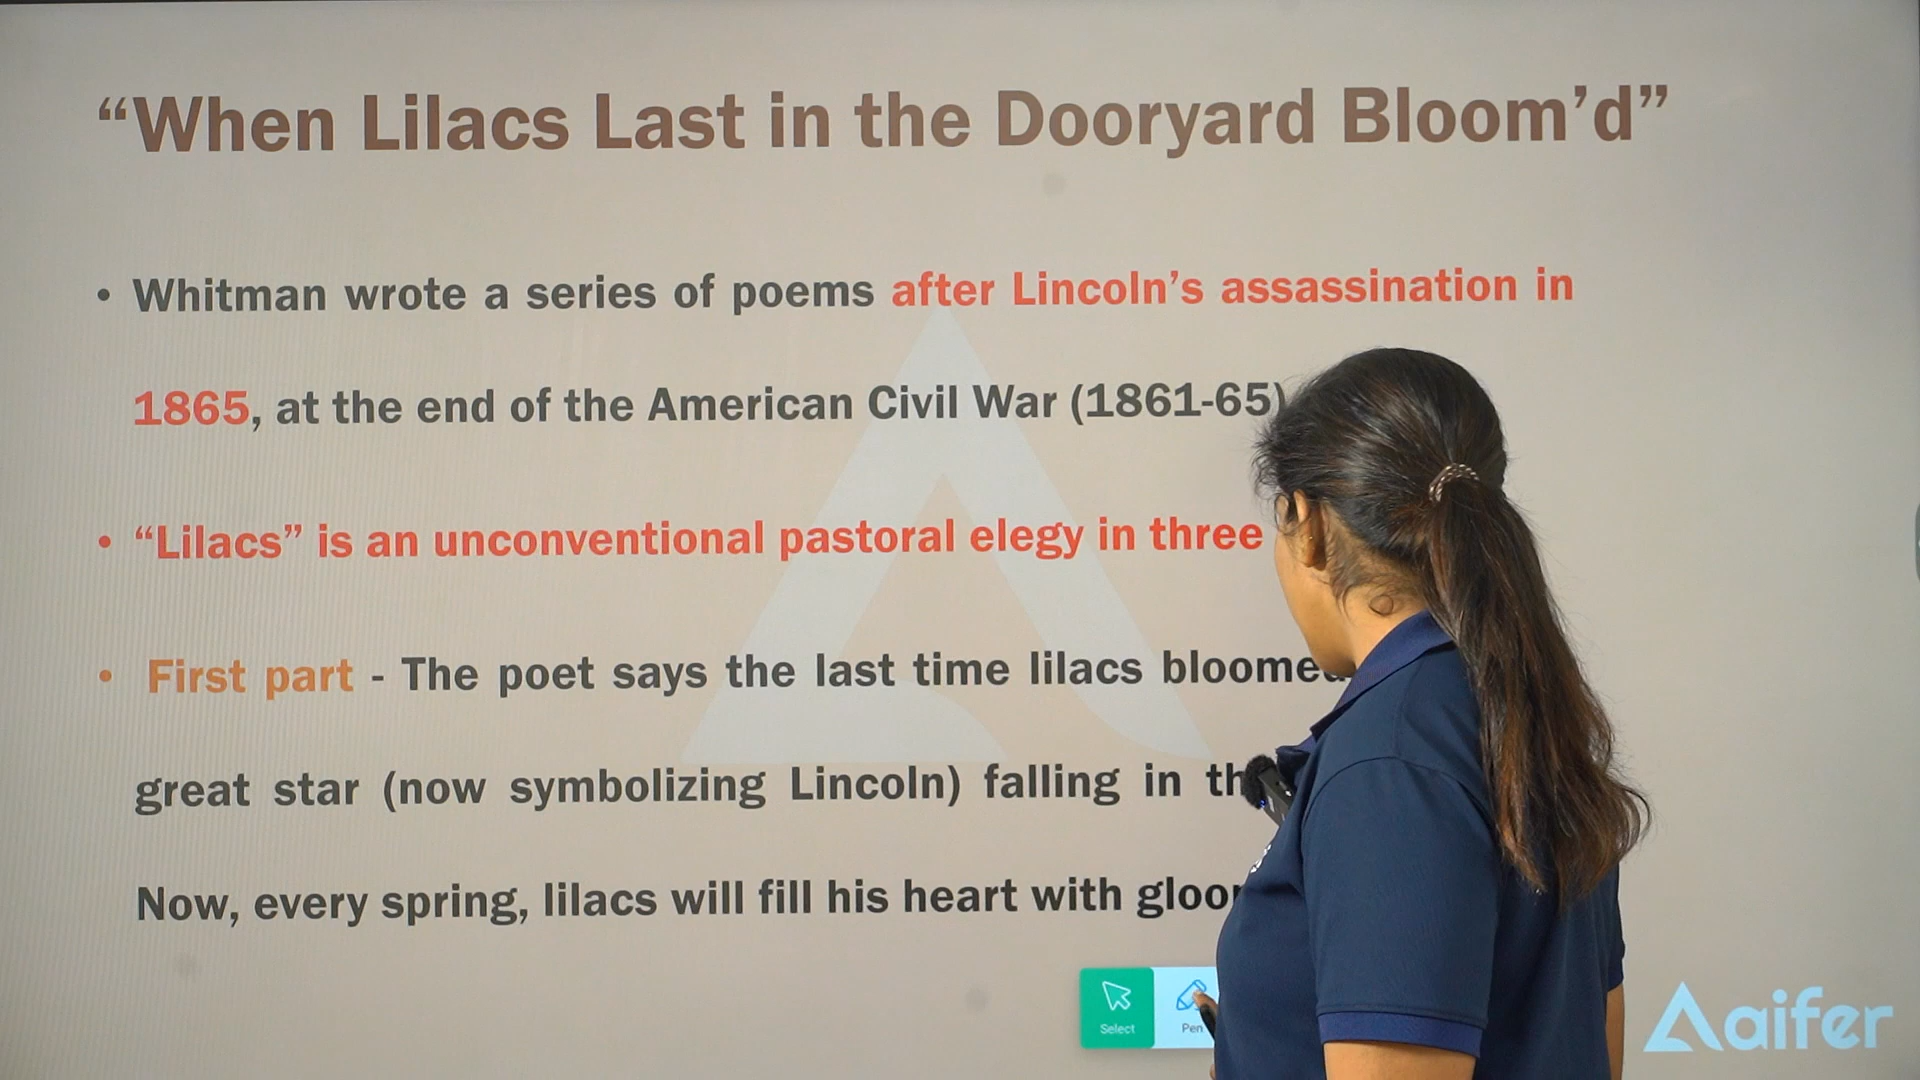 “When Lilacs Last in the Dooryard Bloom’d”
• Whitman wrote a series of poems after Lincoln’s assassination in
1865, at the end of the American Civil War (1861-65)
• “Lilacs” is an unconventional pastoral elegy in three
• First part - The poet says the last time lilacs
great star (now symbolizing Lincoln) falling in
Now, every spring, lilacs will fill his heart with
Select
Pen
aifer